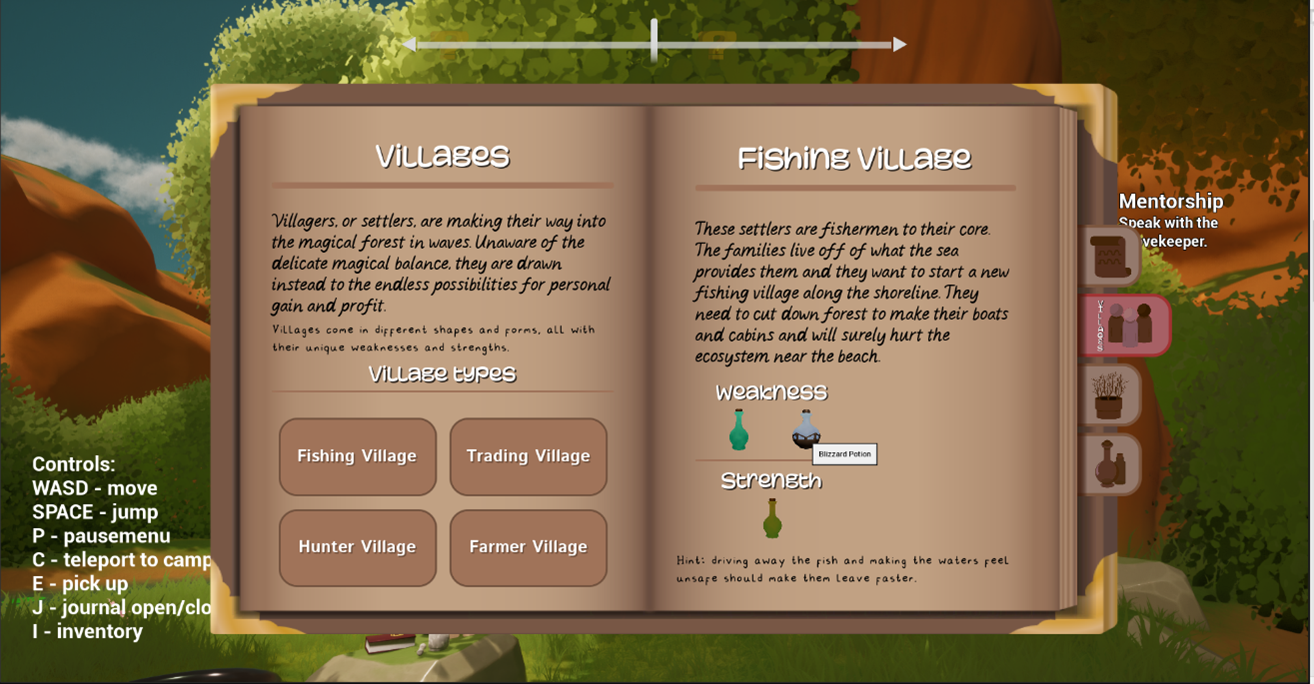 Villages
Villagers, or settlers, are making their way into
the magical forest in waves. Unaware of the
delicate magical balance, they are drawn
instead to the endless possibilities for personal
gain and profit.
Villages come in different shapes and forms, all with
their unique weaknesses and strengths.
Village types
Fishing Village
Trading Village
Hunter Village
Farmer Village
Fishing Village
These settlers are fishermen to their core.
The families live off of what the sea
provides them and they want to start a new
fishing village along the shoreline. They
need to cut down forest to make their boats
and cabins and will surely hurt the
ecosystem near the beach.
Weakness
Blizzard Potion
Strength
Hint: driving away the fish and making the waters feel
unsafe should make them leave faster.
Mentorship
Speak with the
VILLAGES
Controls:
WASD - move
SPACE - jump
P - pausemenu
C - teleport to camp
E - pick up
J - journal open/clo
I - inventory